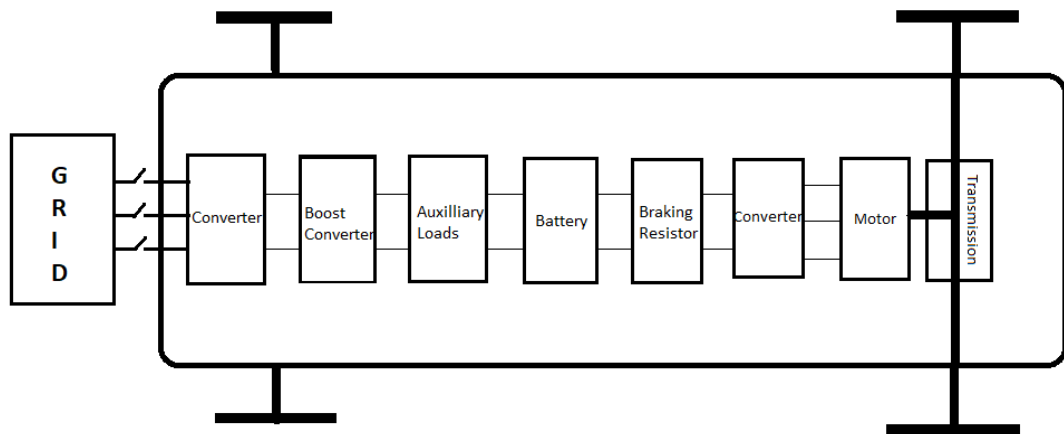 G
R
I
D
Converter
Boost
Converter
Auxilliary
Loads
Battery
Braking
Resistor
Converter
Motor
Transmission